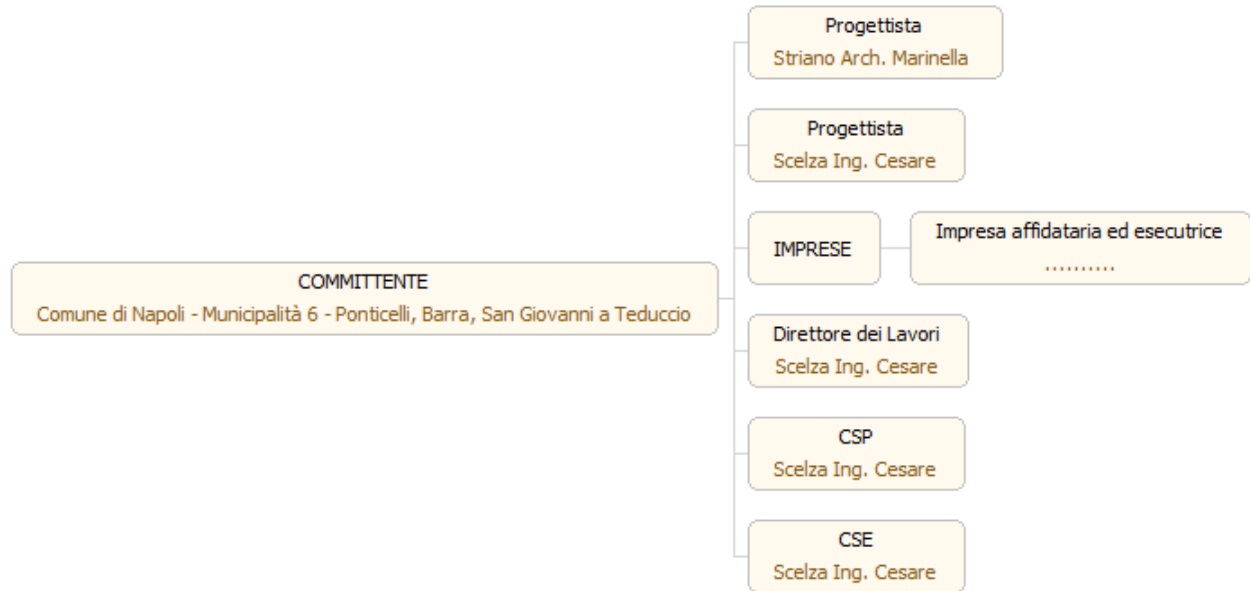 Progettista
Striano Arch. Marinella
Progettista
Scelza Ing. Cesare
IMPRESE
Impresa affidataria ed esecutrice
..........
COMMITTENTE
Comune di Napoli - Municipalità 6 - Ponticelli, Barra, San Giovanni a Teduccio
Direttore dei Lavori
Scelza Ing. Cesare
CSP
Scelza Ing. Cesare
CSE
Scelza Ing. Cesare